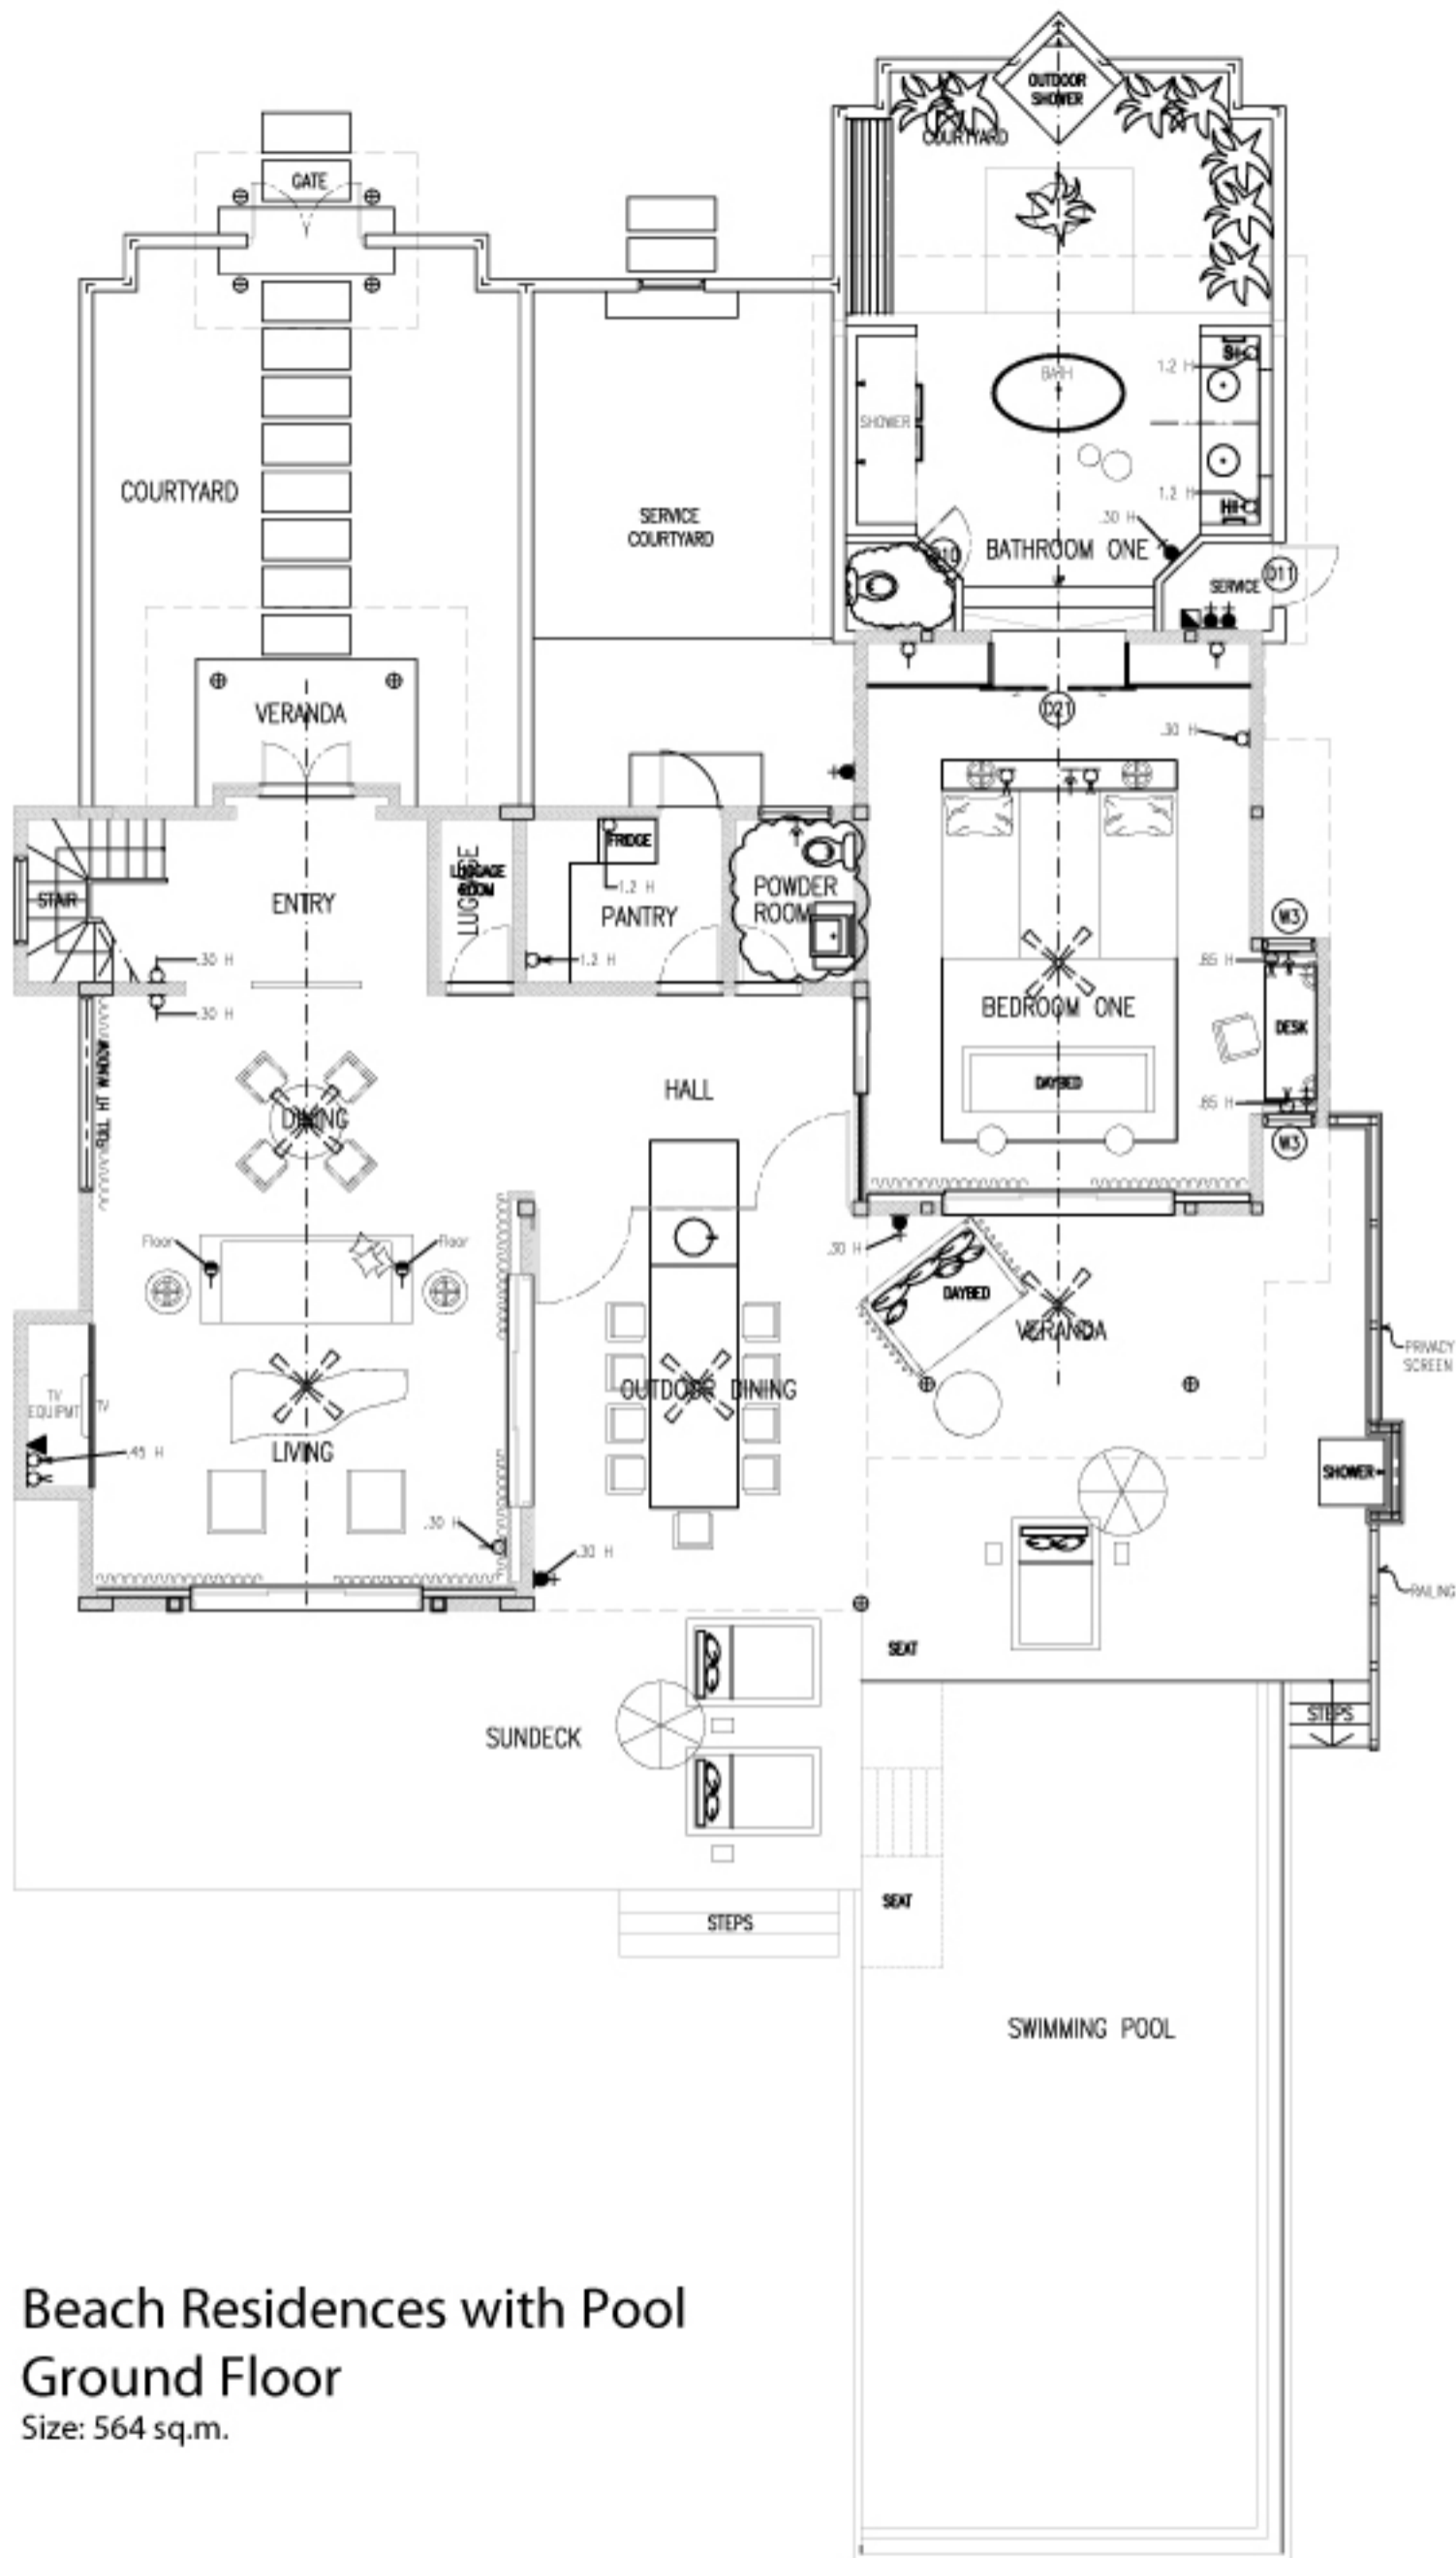 OUTDOOR
SHOWER
COURTYARD
GATE
BATH
1.2 H
SHOWER
COURTYARD
1.2 H
SERVICE
COURTYARD
.30 H
BATHROOM ONE
D10
SERVICE
D11
VERANDA
D21
.30 H
FRIDGE
LUGGAGE
ROOM
LUGGAGE
STAIR
ENTRY
1.2 H
PANTRY
POWDER
ROOM
W3
.30 H
1.2 H
.85 H
.30 H
BEDROOM ONE
DESK
FULL HT WINDOW
HALL
DAYBED
DINING
.85 H
W3
Floor
Floor
.30 H
DAYBED
VERANDA
PRIVACY
SCREEN
TV
EQUIPMT
TV
OUTDOOR DINING
.45 H
LIVING
SHOWER
.30 H
.30 H
RAILING
SEAT
STEPS
SUNDECK
SEAT
STEPS
SWIMMING POOL
Beach Residences with Pool
Ground Floor
Size: 564 sq.m.